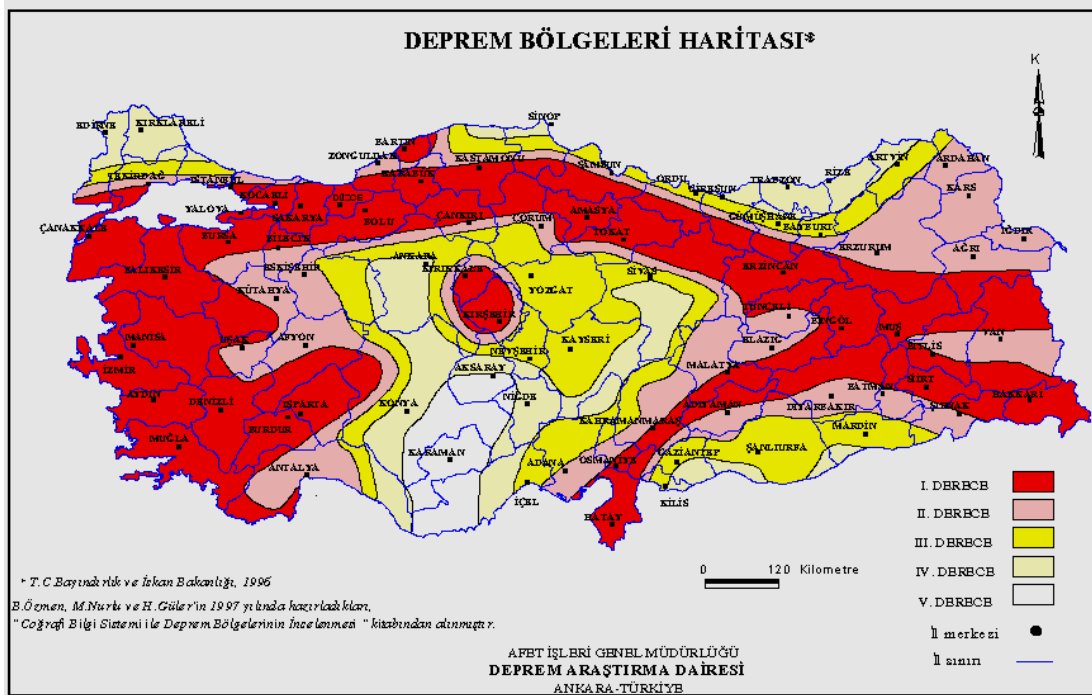 DEPREM BÖLGELERİ HARİTASI*
K
SİNOP
EDİRNE
KIRKLARELİ
BARTIN
ZONGULDAK
KASTAMONU
KARABÜK
SAMSUN
ARTVİN
ARDAHAN
TEKİRDAĞ
İSTANBUL
KOCAELİ
ORDU
GİRESUN
TRABZON
RİZE
KARS
YALOVA
SAKARYA
DÜZCE
BOLU
ÇANKIRI
ÇORUM
AMASYA
TOKAT
GÜMÜŞHANE
BAYBURT
ÇANAKKALE
BURSA
BİLECİK
ERZURUM
AĞRI
IĞDIR
BALIKESİR
ESKİŞEHİR
ANKARA
KIRIKKALE
YOZGAT
SİVAS
ERZİNCAN
KÜTAHYA
KIRŞEHİR
TUNCELİ
BİNGÖL
MUŞ
MANİSA
UŞAK
AFYON
NEVŞEHİR
KAYSERİ
ELAZIĞ
BİTLİS
VAN
İZMİR
AKSARAY
MALATYA
AYDIN
DENİZLİ
ISPARTA
KONYA
NİĞDE
ADIYAMAN
DİYARBAKIR
BATMAN
SİİRT
ŞIRNAK
HAKKARİ
MUĞLA
BURDUR
KAHRAMANMARAŞ
MARDİN
ANTALYA
KARAMAN
ADANA
OSMANİYE
GAZİANTEP
ŞANLIURFA
İÇEL
KİLİS
HATAY
I. DERECE
II. DERECE
III. DERECE
IV. DERECE
V. DERECE
İl merkezi
İl sınırı
0 120 Kilometre
* T.C.Bayındırlık ve İskan Bakanlığı, 1996
B.Özmen, M.Nurlu ve H.Güler'in 1997 yılında hazırladıkları,
" Coğrafi Bilgi Sistemi ile Deprem Bölgelerinin İncelenmesi " kitabından alınmıştır.
AFET İŞLERİ GENEL MÜDÜRLÜĞÜ
DEPREM ARAŞTIRMA DAİRESİ
ANKARA-TÜRKİYE